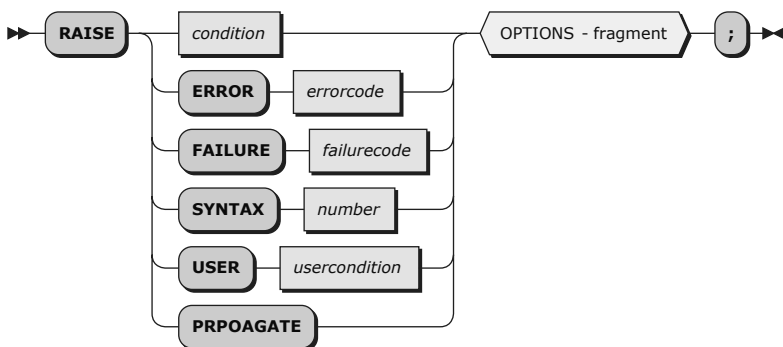 RAISE condition OPTIONS - fragment ;
ERROR errorcode
FAILURE failurecode
SYNTAX number
USER usercondition
PRPOAGATE